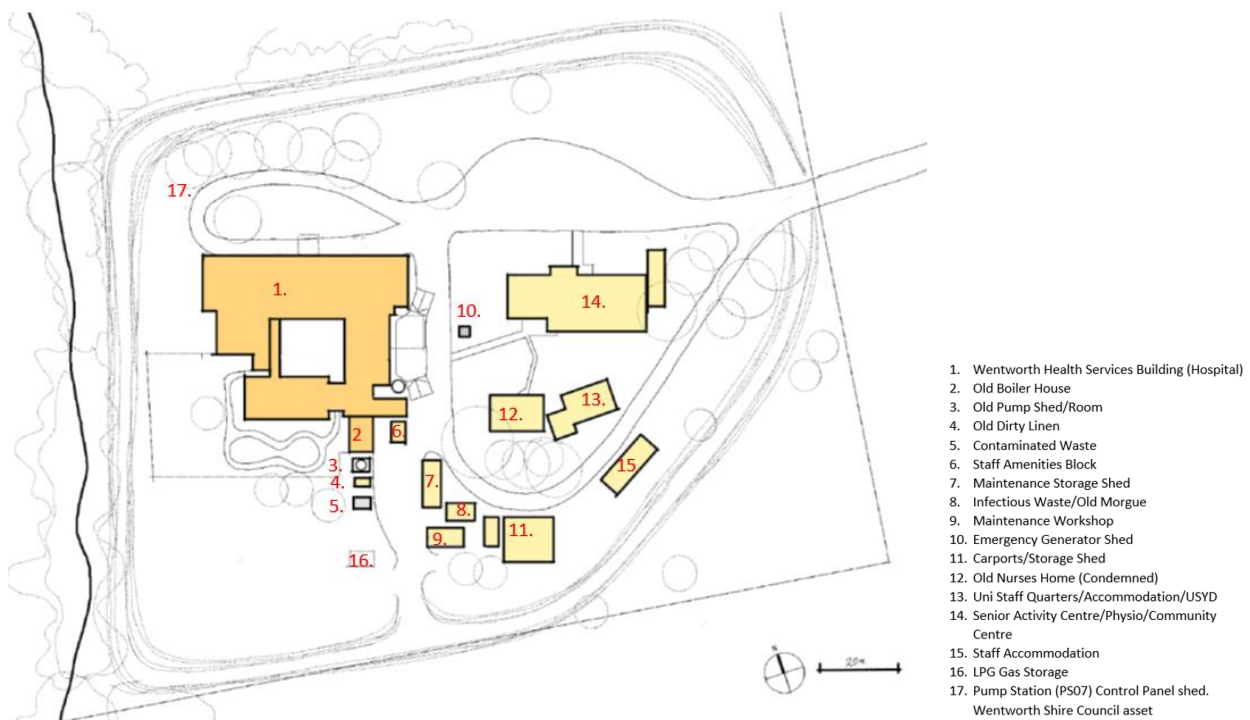 17.
1.
10.
14.
13.
12.
2
6.
3.
15.
7.
4.
5.
8.
11.
9.
16.
N
20m
1. Wentworth Health Services Building (Hospital)
2. Old Boiler House
3. Old Pump Shed/Room
4. Old Dirty Linen
5. Contaminated Waste
6. Staff Amenities Block
7. Maintenance Storage Shed
8. Infectious Waste/Old Morgue
9. Maintenance Workshop
10. Emergency Generator Shed
11. Carports/Storage Shed
12. Old Nurses Home (Condemned)
13. Uni Staff Quarters/Accommodation/USYD
14. Senior Activity Centre/Physio/Community
Centre
15. Staff Accommodation
16. LPG Gas Storage
17. Pump Station (PS07) Control Panel shed.
Wentworth Shire Council asset